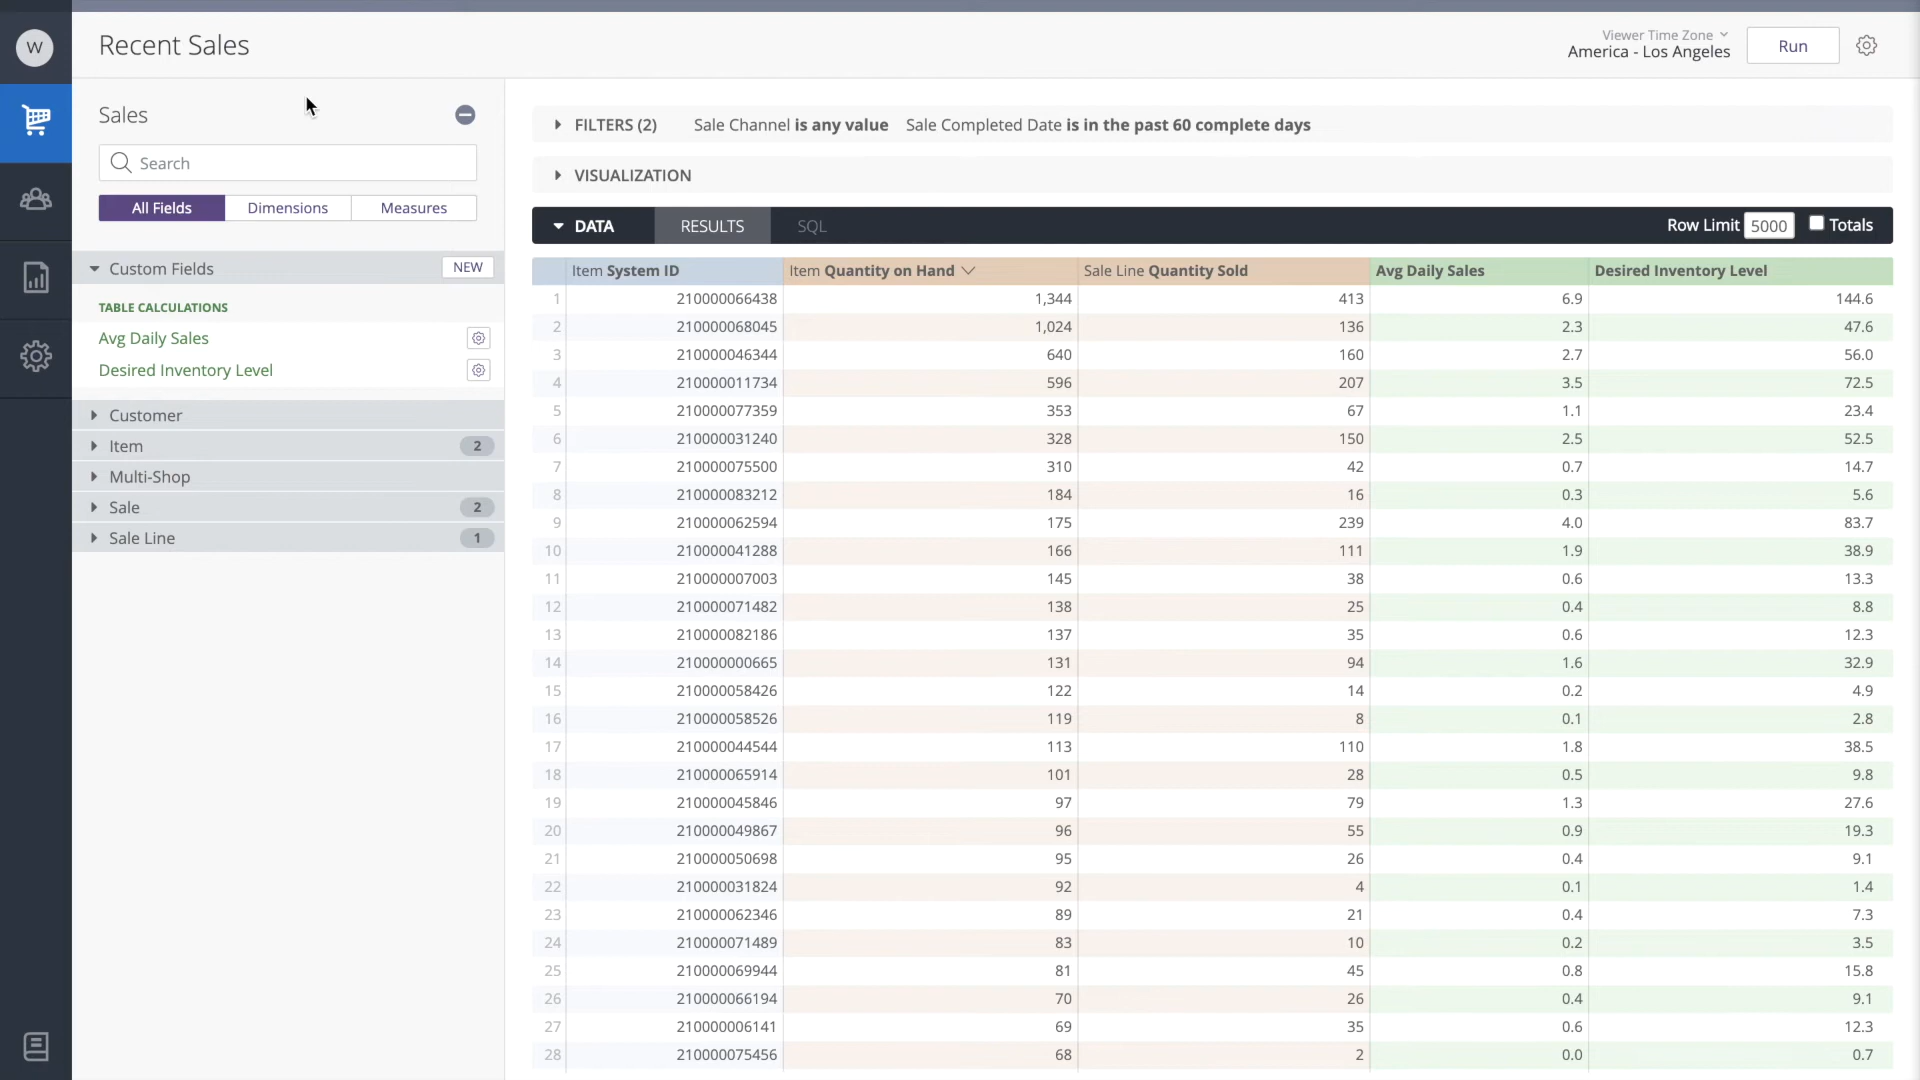 W
Recent Sales
Viewer Time Zone
America - Los Angeles
Run
Sales
Search
All Fields Dimensions Measures
Custom Fields NEW
TABLE CALCULATIONS
Avg Daily Sales
Desired Inventory Level
Customer
Item 2
Multi-Shop
Sale 2
Sale Line 1
FILTERS (2) Sale Channel is any value Sale Completed Date is in the past 60 complete days
VISUALIZATION
DATA RESULTS SQL Row Limit 5000 Totals
Item System ID Item Quantity on Hand Sale Line Quantity Sold Avg Daily Sales Desired Inventory Level
1 210000066438 1,344 413 6.9 144.6
2 210000068045 1,024 136 2.3 47.6
3 210000046344 640 160 2.7 56.0
4 210000011734 596 207 3.5 72.5
5 210000077359 353 67 1.1 23.4
6 210000031240 328 150 2.5 52.5
7 210000075500 310 42 0.7 14.7
8 210000083212 184 16 0.3 5.6
9 210000062594 175 239 4.0 83.7
10 210000041288 166 111 1.9 38.9
11 210000007003 145 38 0.6 13.3
12 210000071482 138 25 0.4 8.8
13 210000082186 137 35 0.6 12.3
14 210000000665 131 94 1.6 32.9
15 210000058426 122 14 0.2 4.9
16 210000058526 119 8 0.1 2.8
17 210000044544 113 110 1.8 38.5
18 210000065914 101 28 0.5 9.8
19 210000045846 97 79 1.3 27.6
20 210000049867 96 55 0.9 19.3
21 210000050698 95 26 0.4 9.1
22 210000031824 92 4 0.1 1.4
23 210000062346 89 21 0.4 7.3
24 210000071489 83 10 0.2 3.5
25 210000069944 81 45 0.8 15.8
26 210000066194 70 26 0.4 9.1
27 210000006141 69 35 0.6 12.3
28 210000075456 68 2 0.0 0.7